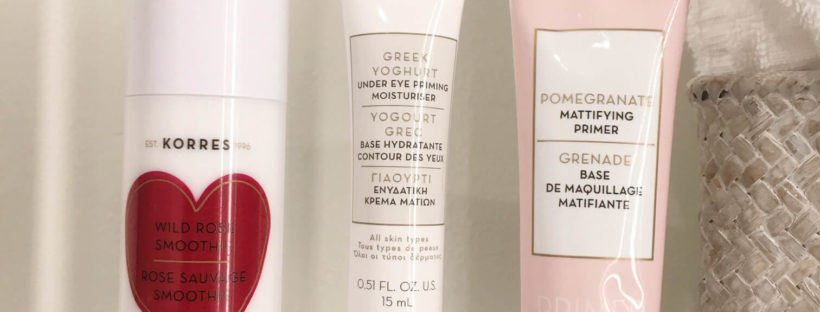 EST. KORRES 1996
WILD ROSE
SMOOTHIE
ROSE SAUVAGE
SMOOTHIE
GREEK
YOGHURT
UNDER EYE PRIMING
MOISTURISER
YOGOURT
GREC
BASE HYDRATANTE
CONTOUR DES YEUX
ΓΙΑΟΥΡΤΙ
ΕΝΥΔΑΤΙΚΗ
ΚΡΕΜΑ ΜΑΤΙΩΝ
All skin types
Tous types de peaux
Όλοι οι τύποι δέρματος
0.51 FL. OZ. U.S.
15 mL
POMEGRANATE
MATTIFYING
PRIMER
GRENADE
BASE
DE MAQUILLAGE
MATIFIANTE